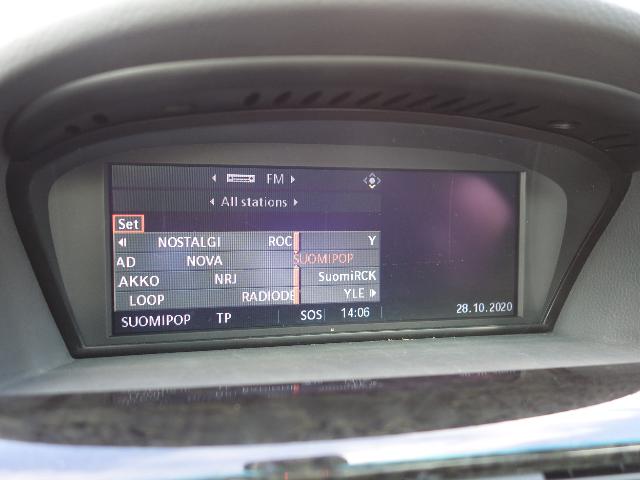 FM
All stations
Set
NOSTALGI ROC Y
AD NOVA SUOMIPOP
AKKO NRJ SuomiRCK
LOOP RADIODE YLE
SUOMIPOP TP SOS 14:06 28.10.2020